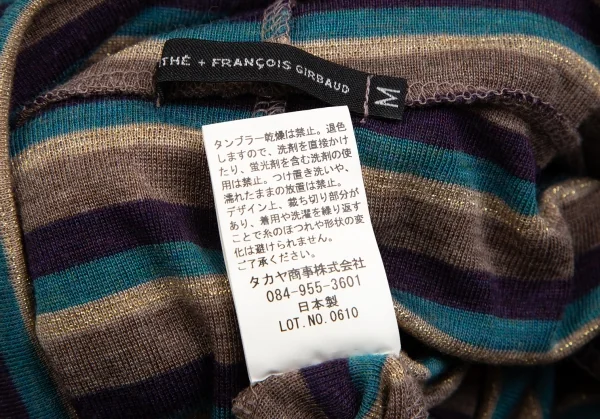 THÉ + FRANÇOIS GIRBAUD
M
タンブラー乾燥は禁止。退色
しますので、洗剤を直接かけ
たり、蛍光剤を含む洗剤の使
用は禁止。つけ置き洗いや、
濡れたままの放置は禁止。
デザイン上、裁ち切り部分が
あり、着用や洗濯を繰り返す
ことで糸のほつれや形状の変
化は避けられません。
ご了承ください。
タカヤ商事株式会社
084-955-3601
日本製
LOT.NO.0610